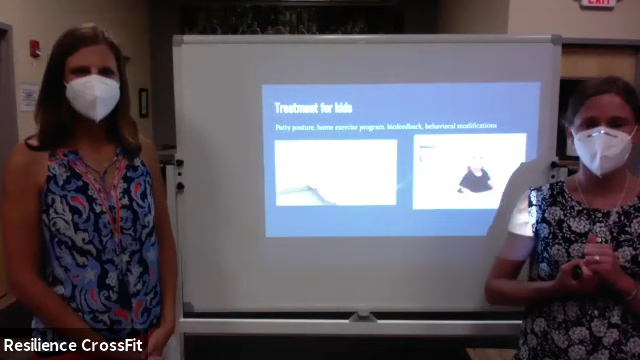 EXIT
Treatment for kids
Potty posture, home exercise program, biofeedback, behavioral modifications
Resilience CrossFit